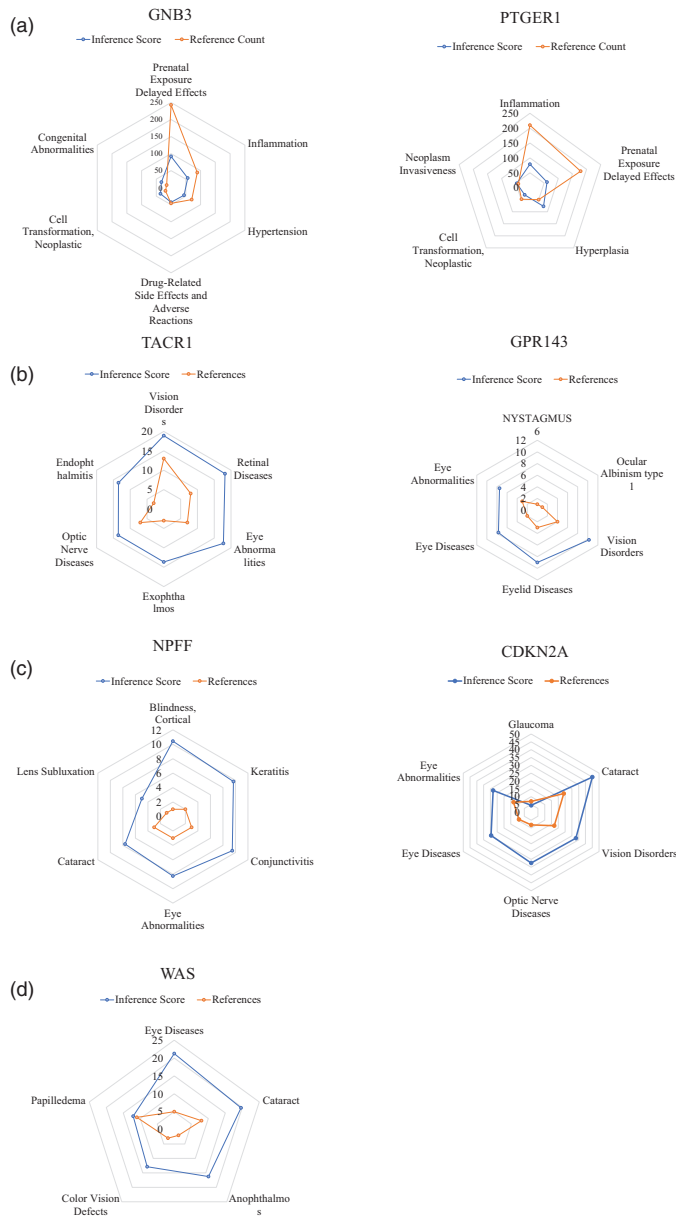 (a)
GNB3
Inference Score Reference Count
Prenatal
Exposure
Delayed Effects
250
200
150
100
50
0
Inflammation
Hypertension
Drug-Related
Side Effects and
Adverse
Reactions
Cell
Transformation,
Neoplastic
Congenital
Abnormalities
PTGER1
Inference Score Reference Count
Inflammation
250
200
150
100
50
0
Prenatal
Exposure
Delayed Effects
Hyperplasia
Cell
Transformation,
Neoplastic
Neoplasm
Invasiveness
(b)
TACR1
Inference Score References
Vision
Disorder
s
20
15
10
5
0
Retinal
Diseases
Eye
Abnorma
lities
Exophtha
lmos
Optic
Nerve
Diseases
Endopht
halmitis
GPR143
Inference Score References
NYSTAGMUS
6
12
10
8
6
4
2
0
Ocular
Albinism type
1
Vision
Disorders
Eyelid Diseases
Eye Diseases
Eye
Abnormalities
(c)
NPFF
Inference Score References
Blindness,
Cortical
12
10
8
6
4
2
0
Keratitis
Conjunctivitis
Eye
Abnormalities
Cataract
Lens Subluxation
CDKN2A
Inference Score References
Glaucoma
50
45
40
35
30
25
20
15
10
5
0
Cataract
Vision Disorders
Optic Nerve
Diseases
Eye Diseases
Eye
Abnormalities
(d)
WAS
Inference Score References
Eye Diseases
25
20
15
10
5
0
Cataract
Anophthalmo
s
Color Vision
Defects
Papilledema